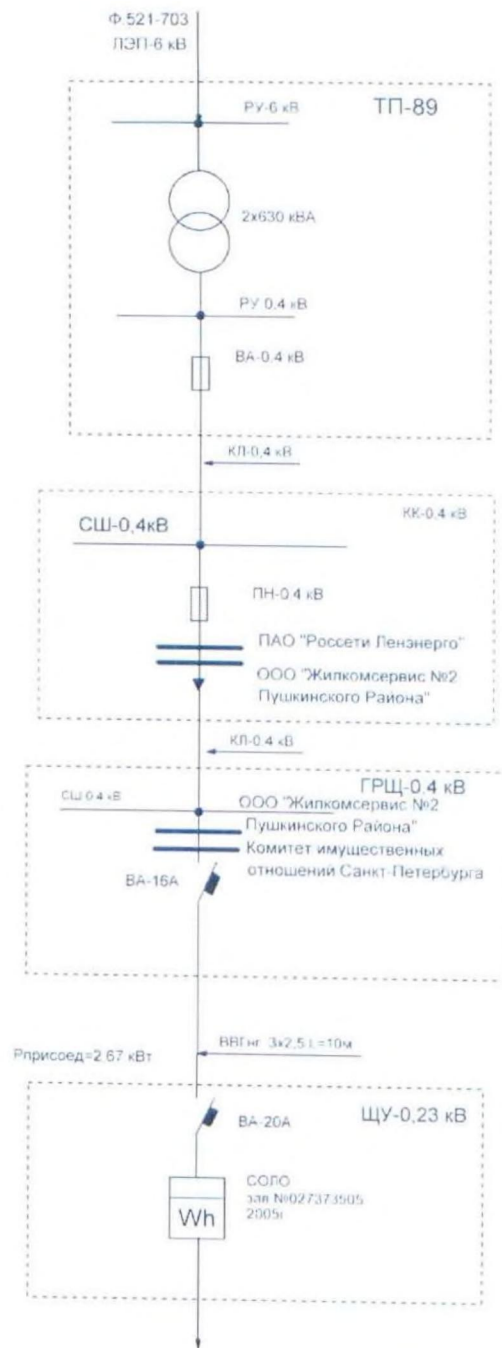 Ф.521-703
ЛЭП-6 кВ
РУ-6 кВ
ТП-89
2х630 кВА
РУ 0,4 кВ
ВА-0,4 кВ
КЛ-0,4 кВ
КК-0,4 кВ
СШ-0,4кВ
ПН-0,4 кВ
ПАО "Россети Ленэнерго"
ООО "Жилкомсервис №2
Пушкинского Района"
КЛ-0,4 кВ
ГРЩ-0,4 кВ
СШ 0,4 кВ
ООО "Жилкомсервис №2
Пушкинского Района"
Комитет имущественных
отношений Санкт-Петербурга
ВА-16А
ВВГнг 3х2,5 L=10м
Рприсоед=2,67 кВт
ЩУ-0,23 кВ
ВА-20А
СОЛО
зав №027373505
2005г
Wh